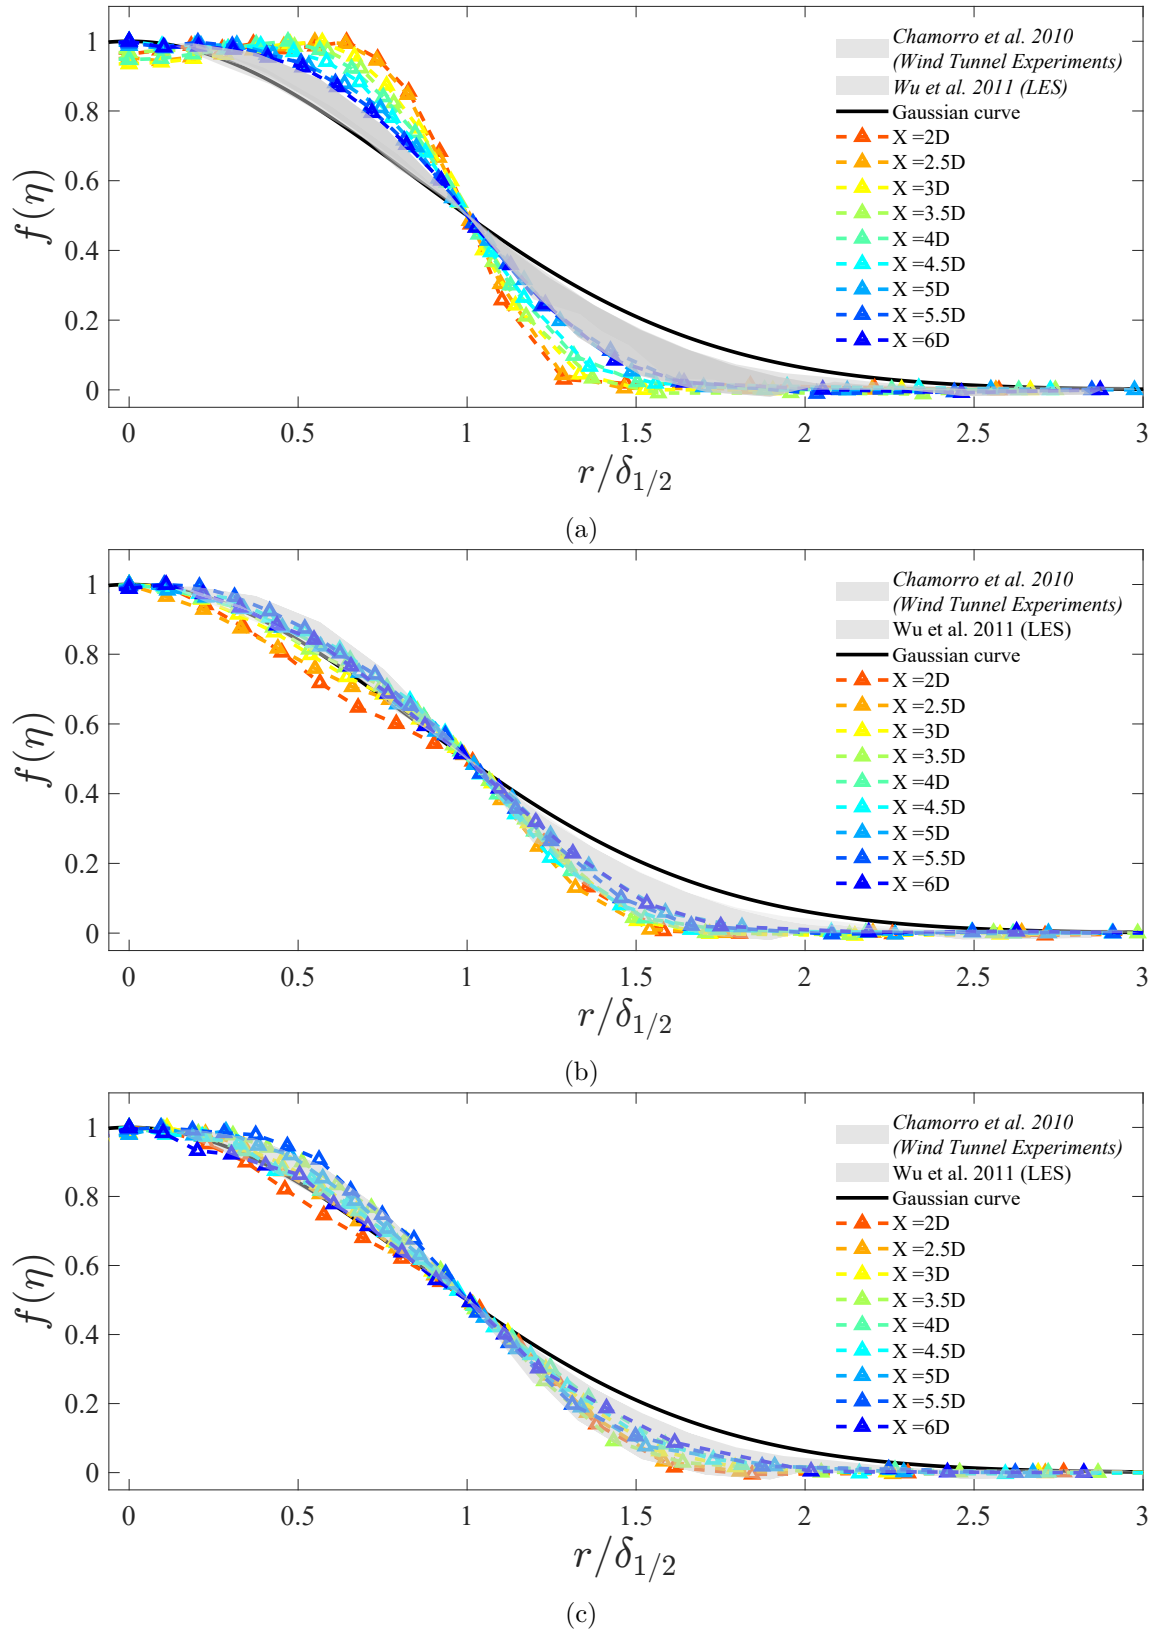 Chamorro et al. 2010
(Wind Tunnel Experiments)
Wu et al. 2011 (LES)
Gaussian curve
X =2D
X =2.5D
X =3D
X =3.5D
X =4D
X =4.5D
X =5D
X =5.5D
X =6D
1
0.8
0.6
0.4
0.2
0
f(η)
0 0.5 1 1.5 2 2.5 3
r/δ1/2
(a)
Chamorro et al. 2010
(Wind Tunnel Experiments)
Wu et al. 2011 (LES)
Gaussian curve
X =2D
X =2.5D
X =3D
X =3.5D
X =4D
X =4.5D
X =5D
X =5.5D
X =6D
1
0.8
0.6
0.4
0.2
0
f(η)
0 0.5 1 1.5 2 2.5 3
r/δ1/2
(b)
Chamorro et al. 2010
(Wind Tunnel Experiments)
Wu et al. 2011 (LES)
Gaussian curve
X =2D
X =2.5D
X =3D
X =3.5D
X =4D
X =4.5D
X =5D
X =5.5D
X =6D
1
0.8
0.6
0.4
0.2
0
f(η)
0 0.5 1 1.5 2 2.5 3
r/δ1/2
(c)